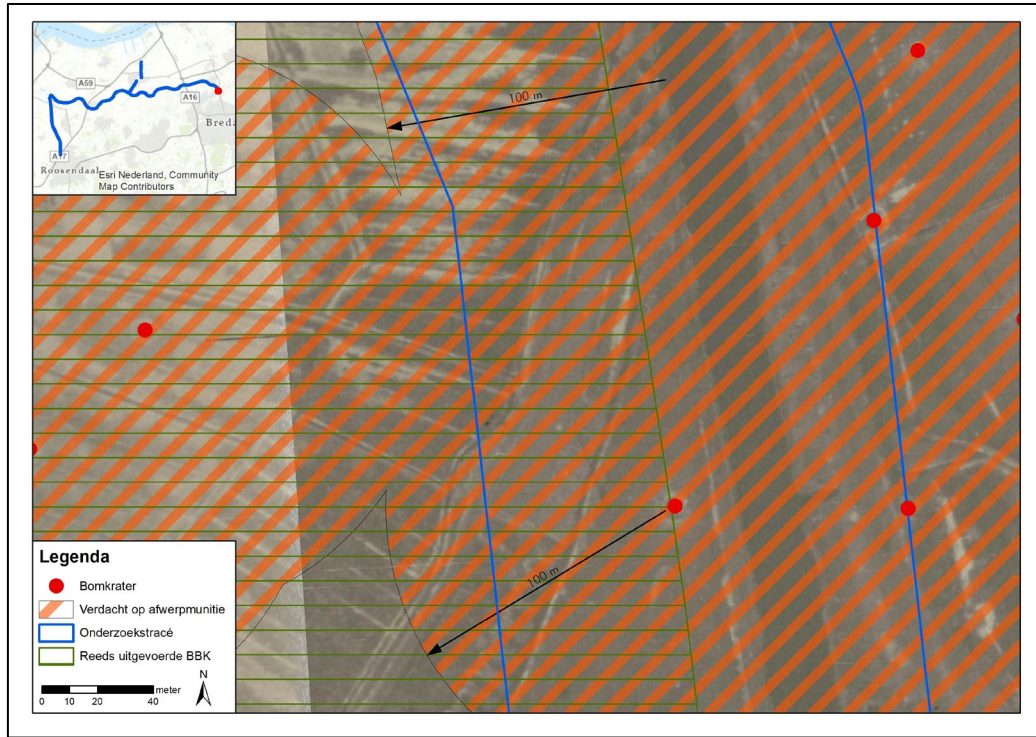 A59
A16
Breda
A17
Roosendaal
Esri Nederland, Community
Map Contributors
100 m
100 m
Legenda
Bomkrater
Verdacht op afwerpmunitie
Onderzoekstracé
Reeds uitgevoerde BBK
N
meter
0 10 20 40